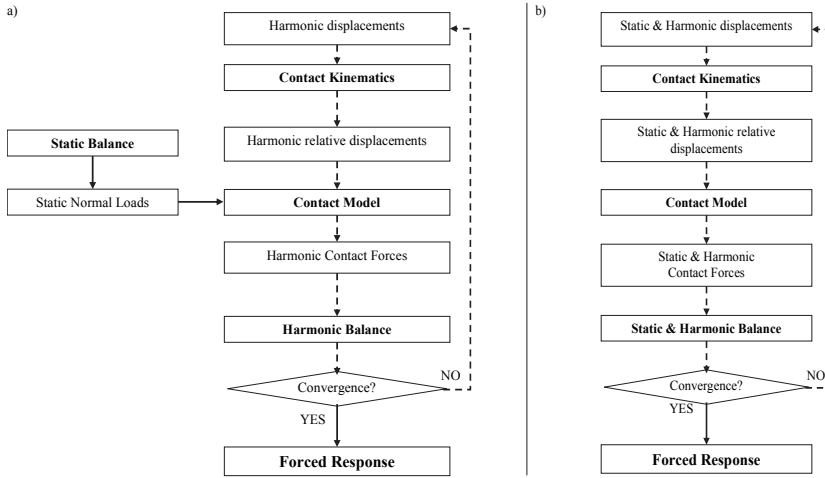 a)
Harmonic displacements
Contact Kinematics
Harmonic relative displacements
Static Balance
Static Normal Loads
Contact Model
Harmonic Contact Forces
Harmonic Balance
Convergence?
NO
YES
Forced Response
b)
Static & Harmonic displacements
Contact Kinematics
Static & Harmonic relative
displacements
Contact Model
Static & Harmonic
Contact Forces
Static & Harmonic Balance
Convergence?
NO
YES
Forced Response